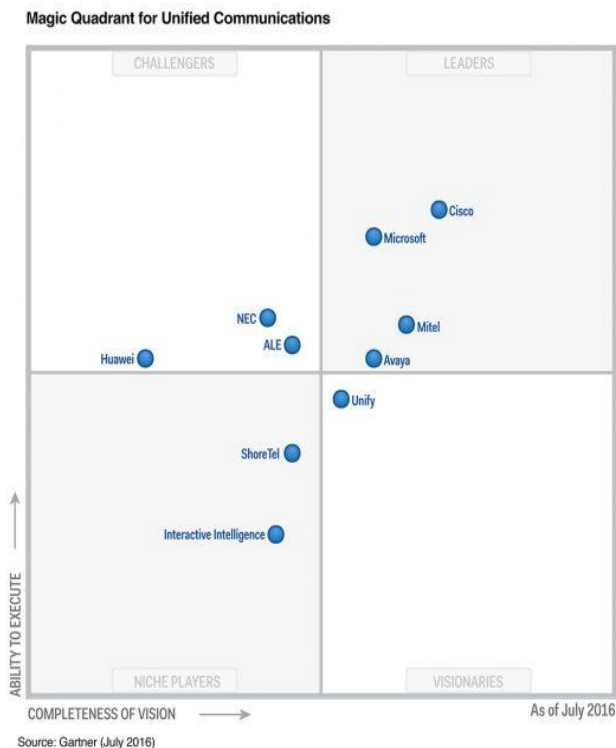 Magic Quadrant for Unified Communications
CHALLENGERS
LEADERS
Cisco
Microsoft
NEC
Mitel
ALE
Huawei
Avaya
Unify
ShoreTel
Interactive Intelligence
ABILITY TO EXECUTE
NICHE PLAYERS
VISIONARIES
COMPLETENESS OF VISION
As of July 2016
Source: Gartner (July 2016)